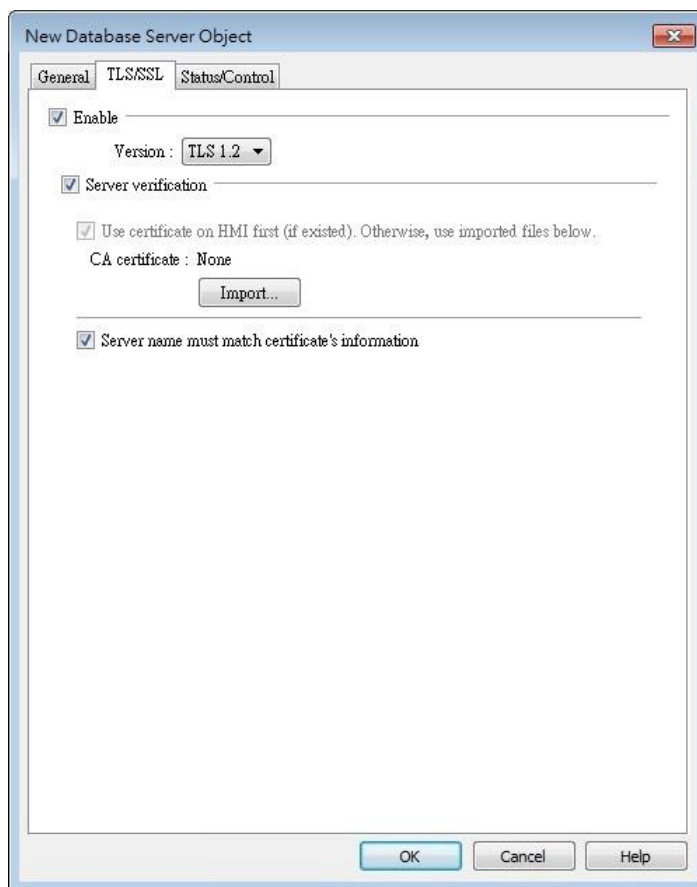 New Database Server Object
General TLS/SSL Status/Control
Enable
Version : TLS 1.2
Server verification
Use certificate on HMI first (if existed). Otherwise, use imported files below.
CA certificate : None
Import...
Server name must match certificate's information
OK Cancel Help